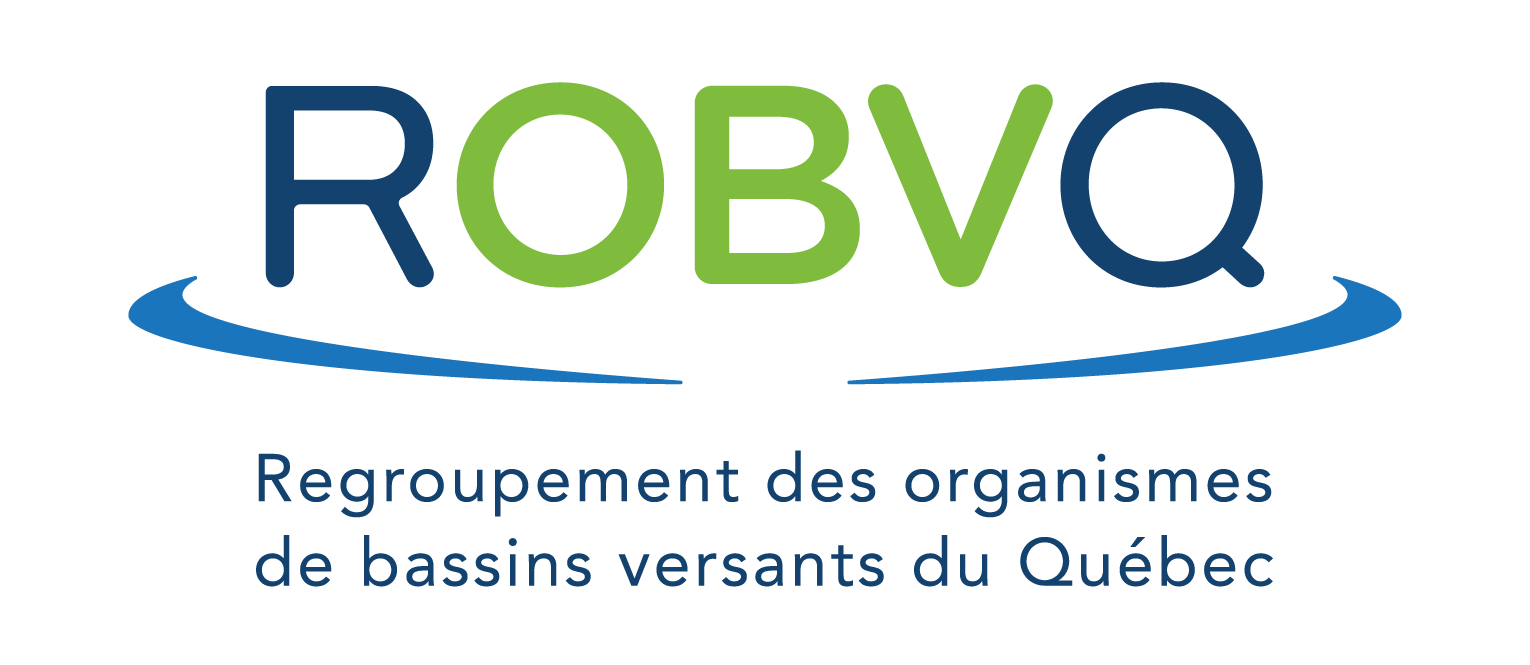 ROBVQ
Regroupement des organismes
de bassins versants du Québec